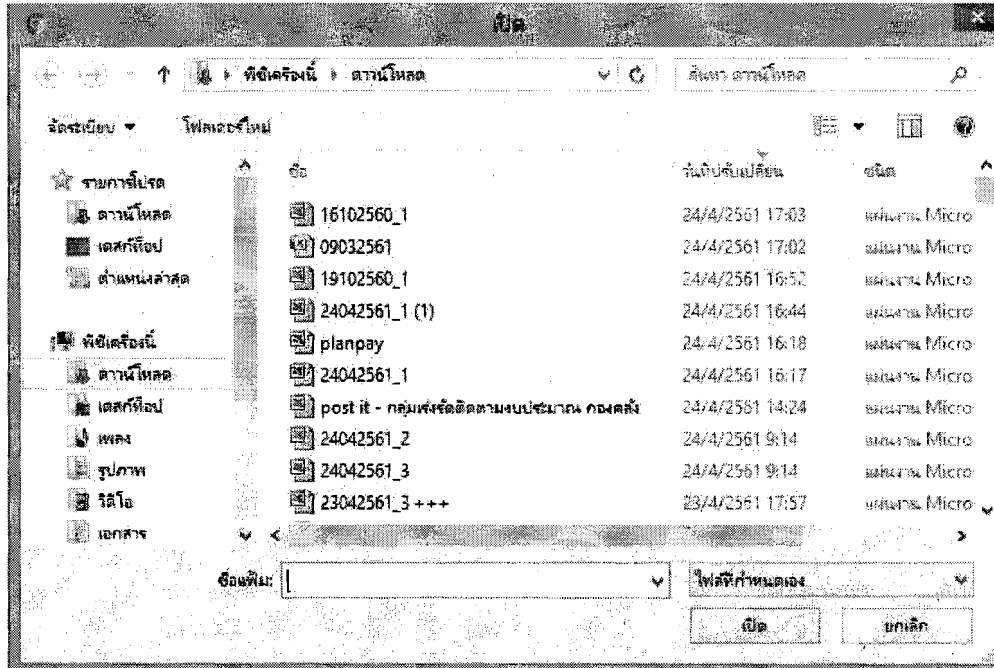 เปิด
พีซีเครื่องนี้ ดาวน์โหลด ค้นหา ดาวน์โหลด
จัดระเบียบ โฟลเดอร์ใหม่
ชื่อ วันที่ปรับเปลี่ยน ชนิด
รายการโปรด
ดาวน์โหลด
เดสก์ท็อป
ตำแหน่งล่าสุด
พีซีเครื่องนี้
ดาวน์โหลด
เดสก์ท็อป
เพลง
รูปภาพ
วิดีโอ
เอกสาร
16102560_1 24/4/2561 17:03 แผ่นงาน Micro
09032561 24/4/2561 17:02 แผ่นงาน Micro
19102560_1 24/4/2561 16:52 แผ่นงาน Micro
24042561_1 (1) 24/4/2561 16:44 แผ่นงาน Micro
planpay 24/4/2561 16:18 แผ่นงาน Micro
24042561_1 24/4/2561 16:17 แผ่นงาน Micro
post it - กลุ่มเร่งรัดติดตามงบประมาณ กองคลัง 24/4/2561 14:24 แผ่นงาน Micro
24042561_2 24/4/2561 9:14 แผ่นงาน Micro
24042561_3 24/4/2561 9:14 แผ่นงาน Micro
23042561_3 +++ 23/4/2561 17:57 แผ่นงาน Micro
ชื่อแฟ้ม: ไฟล์ที่กำหนดเอง
เปิด ยกเลิก